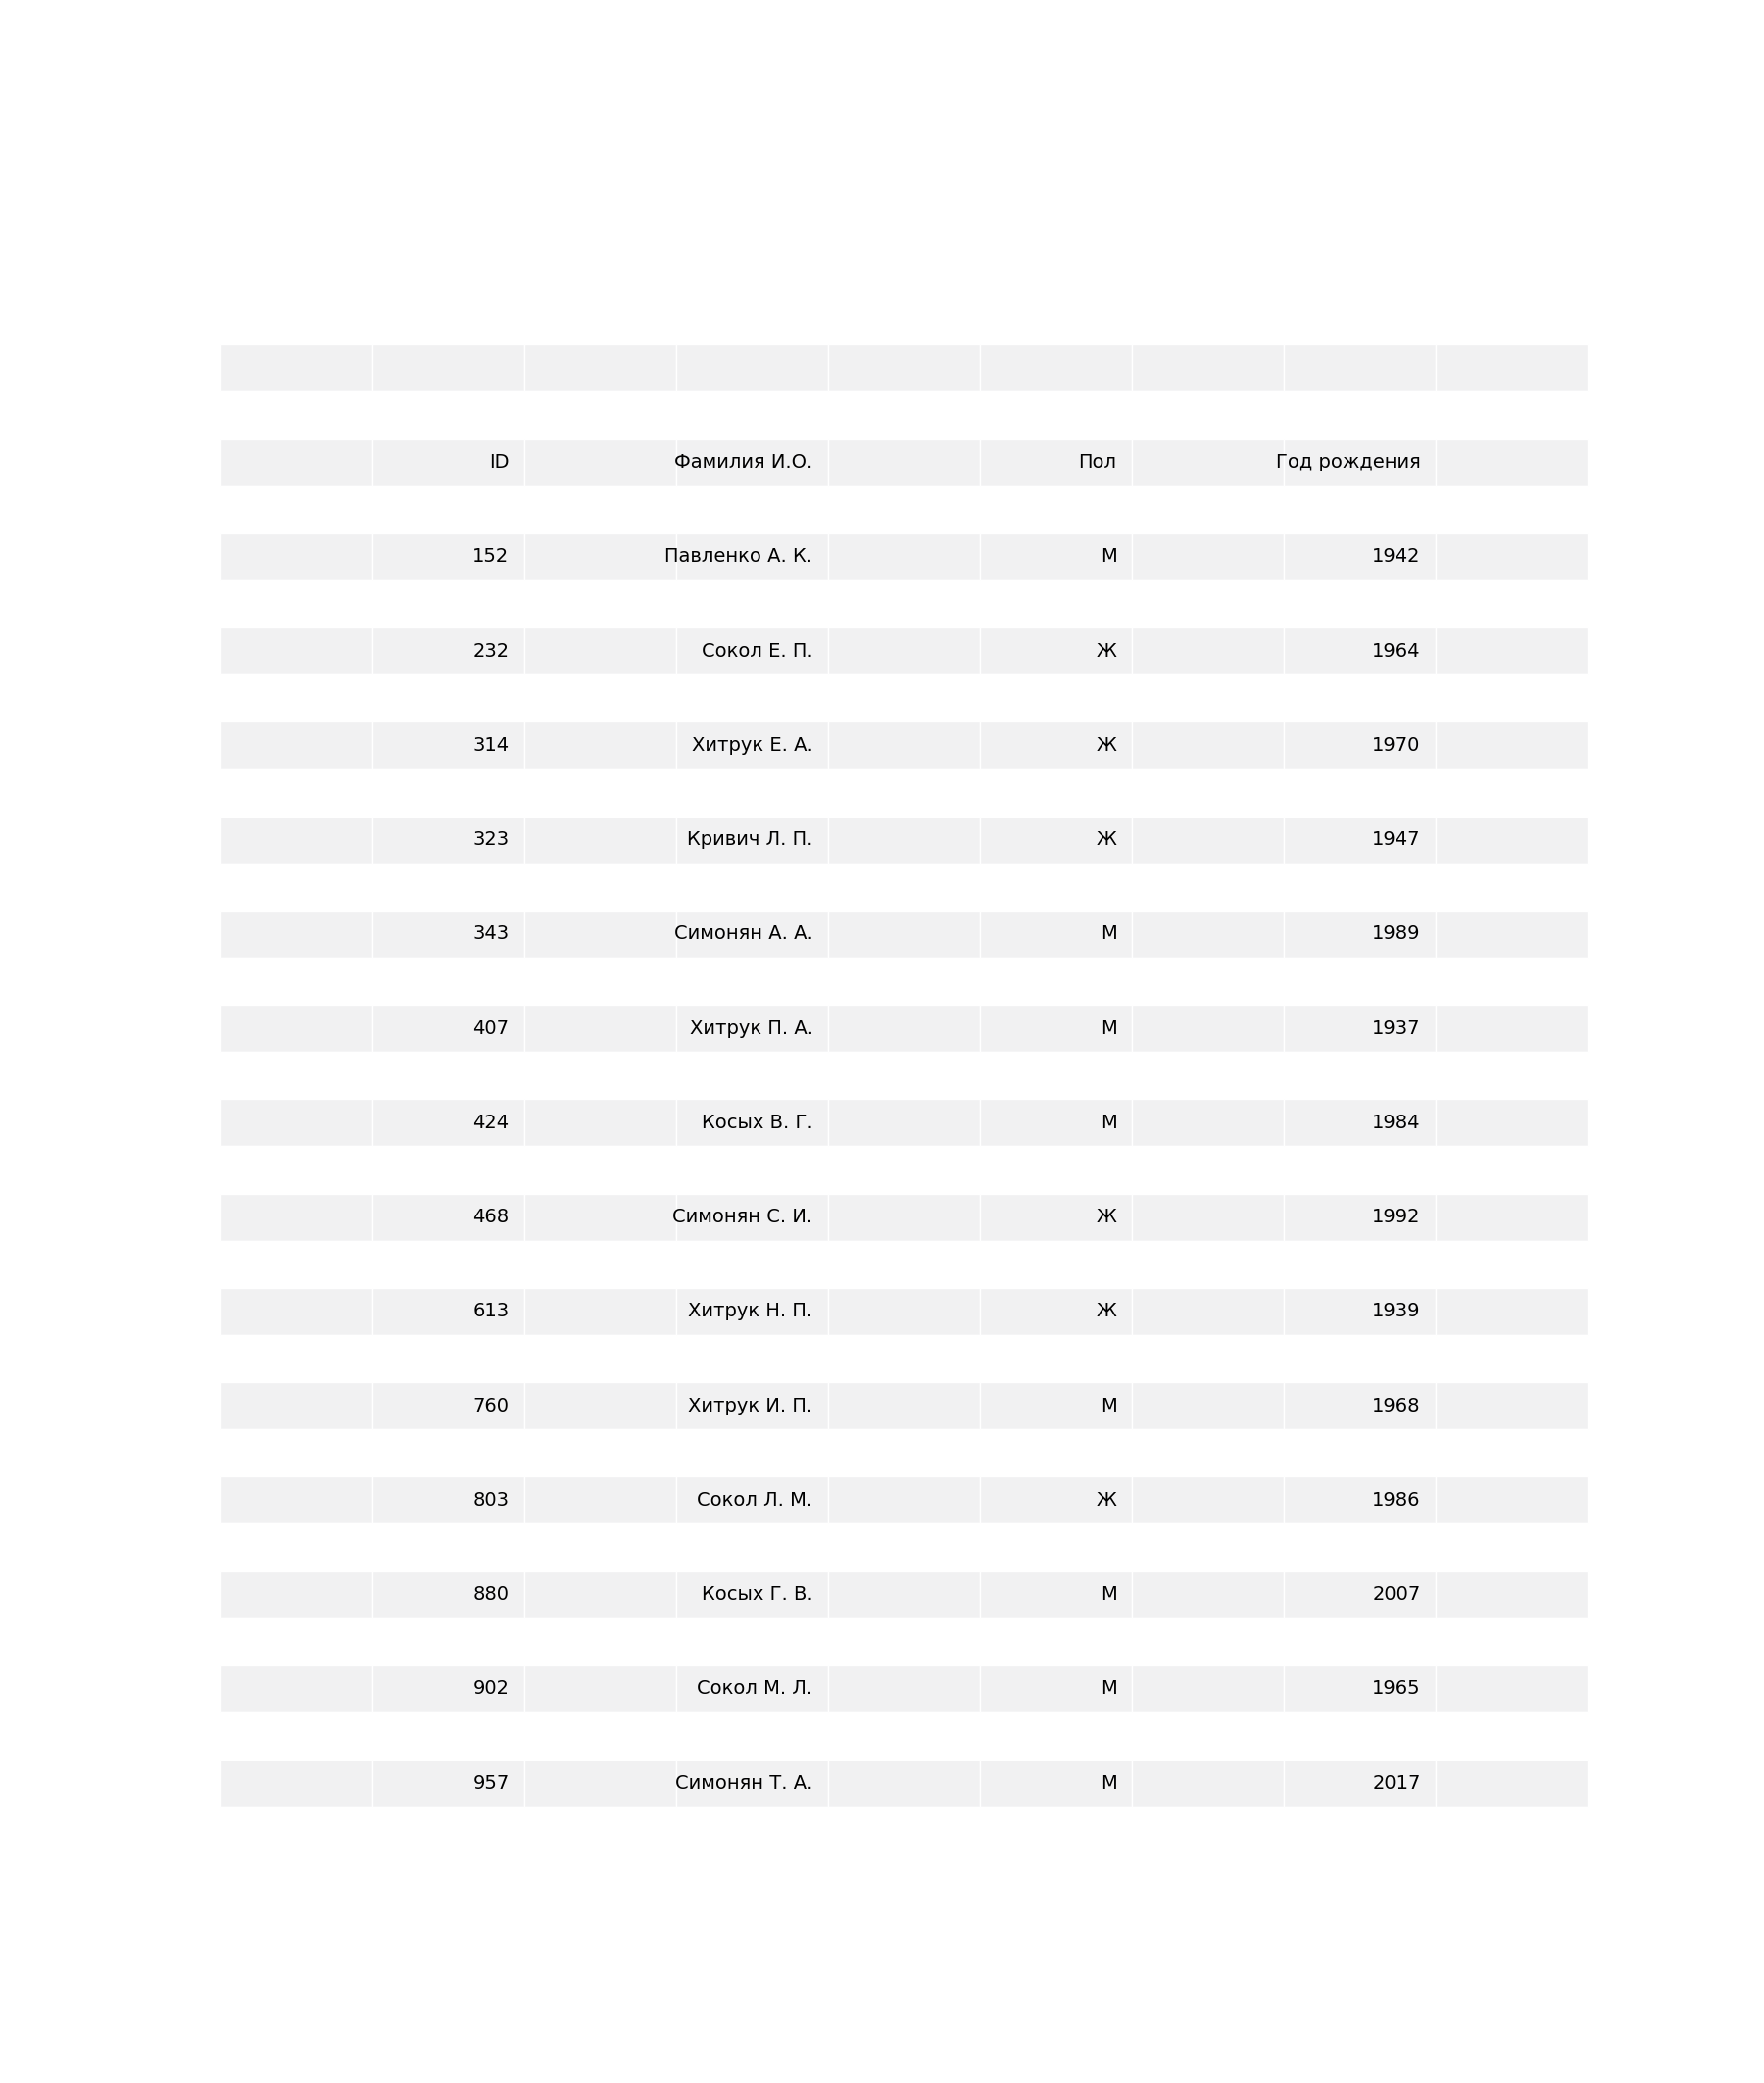 ID Фамилия И.О. Пол Год рождения
152 Павленко А. К. М 1942
232 Сокол Е. П. Ж 1964
314 Хитрук Е. А. Ж 1970
323 Кривич Л. П. Ж 1947
343 Симонян А. А. М 1989
407 Хитрук П. А. М 1937
424 Косых В. Г. М 1984
468 Симонян С. И. Ж 1992
613 Хитрук Н. П. Ж 1939
760 Хитрук И. П. М 1968
803 Сокол Л. М. Ж 1986
880 Косых Г. В. М 2007
902 Сокол М. Л. М 1965
957 Симонян Т. А. М 2017